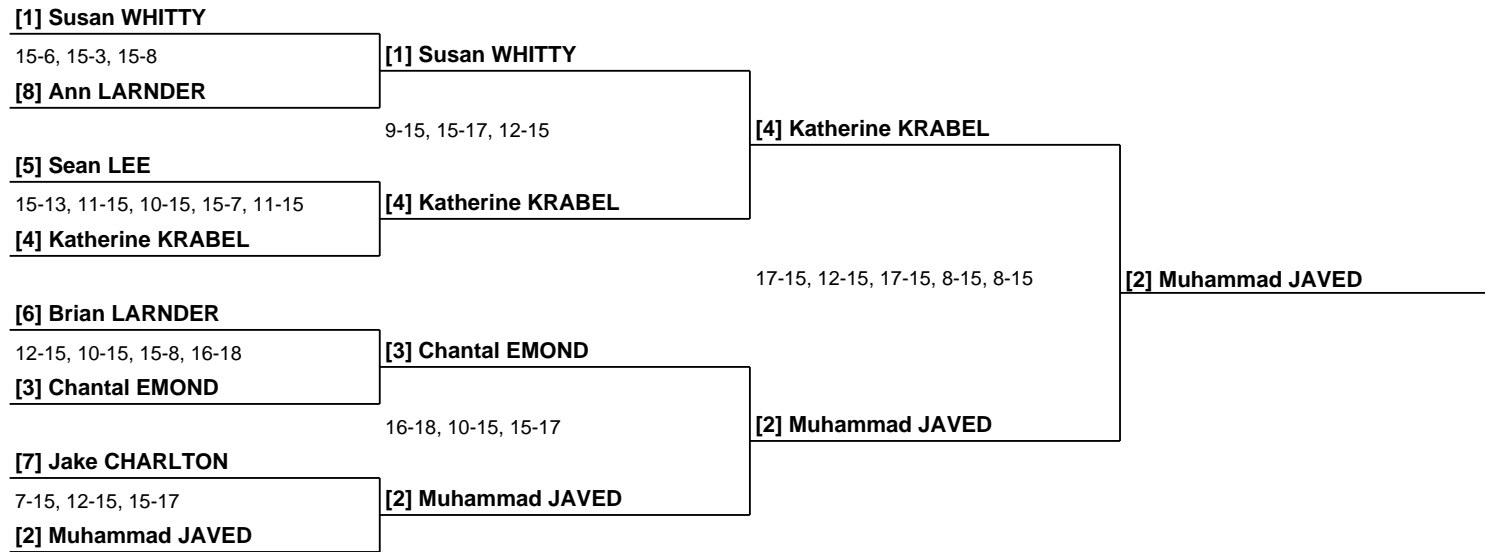 [1] Susan WHITTY
15-6, 15-3, 15-8
[1] Susan WHITTY
[8] Ann LARNDER
9-15, 15-17, 12-15
[4] Katherine KRABEL
[5] Sean LEE
15-13, 11-15, 10-15, 15-7, 11-15
[4] Katherine KRABEL
[4] Katherine KRABEL
17-15, 12-15, 17-15, 8-15, 8-15
[2] Muhammad JAVED
[6] Brian LARNDER
12-15, 10-15, 15-8, 16-18
[3] Chantal EMOND
[3] Chantal EMOND
16-18, 10-15, 15-17
[2] Muhammad JAVED
[7] Jake CHARLTON
7-15, 12-15, 15-17
[2] Muhammad JAVED
[2] Muhammad JAVED